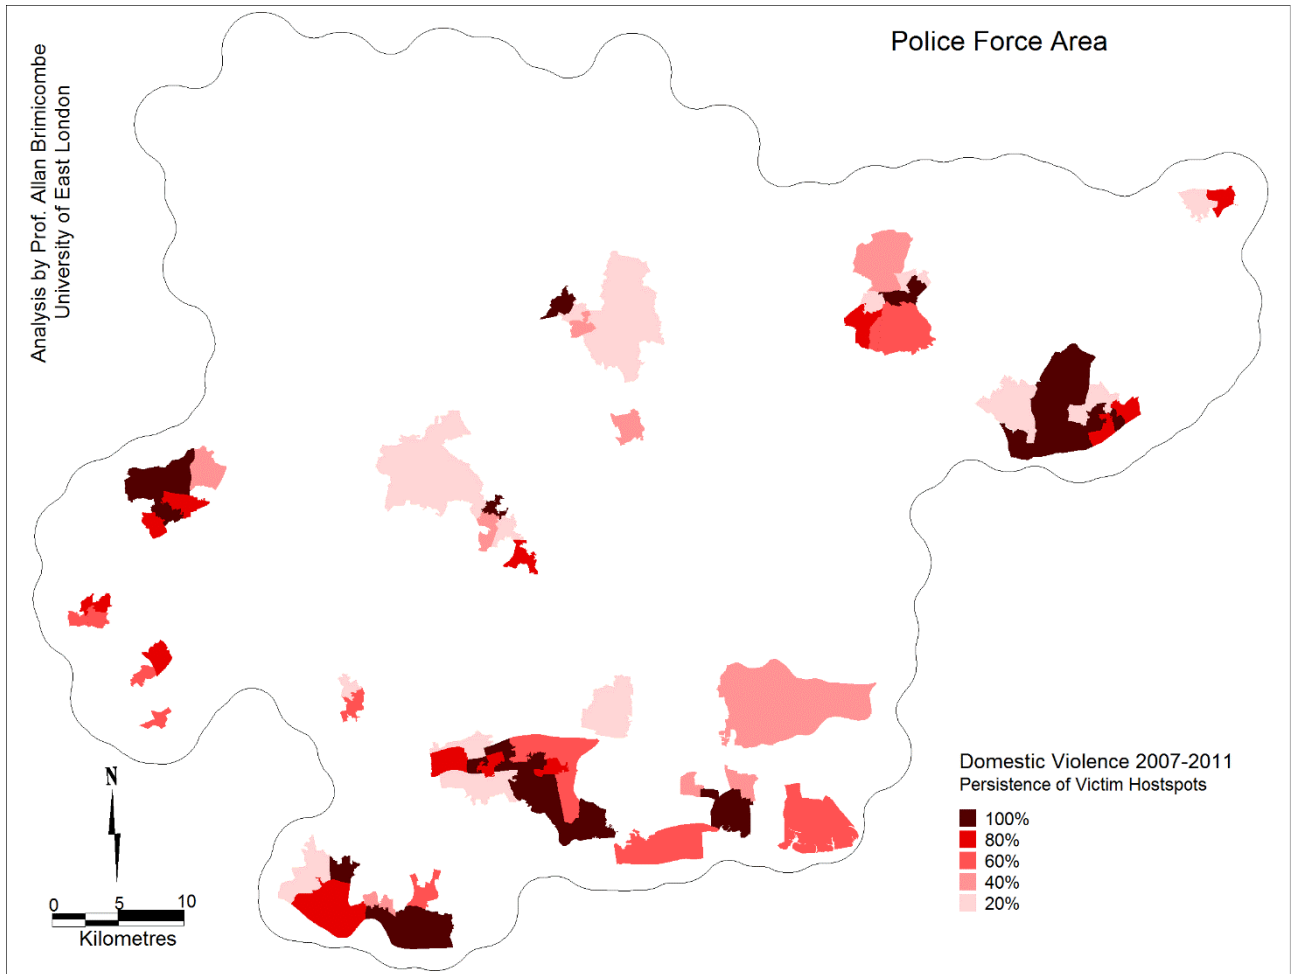 Police Force Area
Analysis by Prof. Allan Brimicombe
University of East London
Domestic Violence 2007-2011
Persistence of Victim Hostspots
100%
80%
60%
40%
20%
N
0 5 10
Kilometres